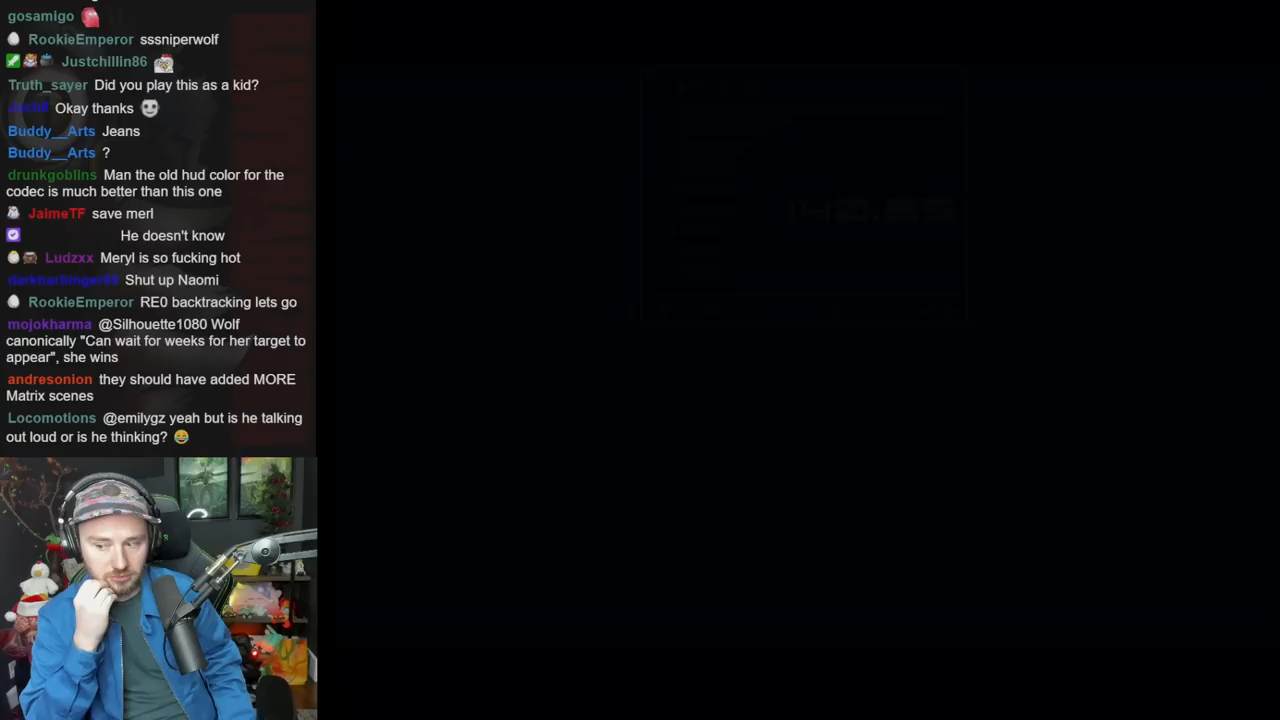 gosamigo
RookieEmperor sssniperwolf
Justchillin86
Truth_sayer Did you play this as a kid?
Okay thanks
Buddy__Arts Jeans
Buddy__Arts ?
drunkgoblins Man the old hud color for the
codec is much better than this one
JaimeTF save merl
He doesn't know
Ludzxx Meryl is so fucking hot
darkharbinger89 Shut up Naomi
RookieEmperor RE0 backtracking lets go
mojokharma @Silhouette1080 Wolf
canonically "Can wait for weeks for her target to
appear", she wins
andresonion they should have added MORE
Matrix scenes
Locomotions @emilygz yeah but is he talking
out loud or is he thinking?
140.85